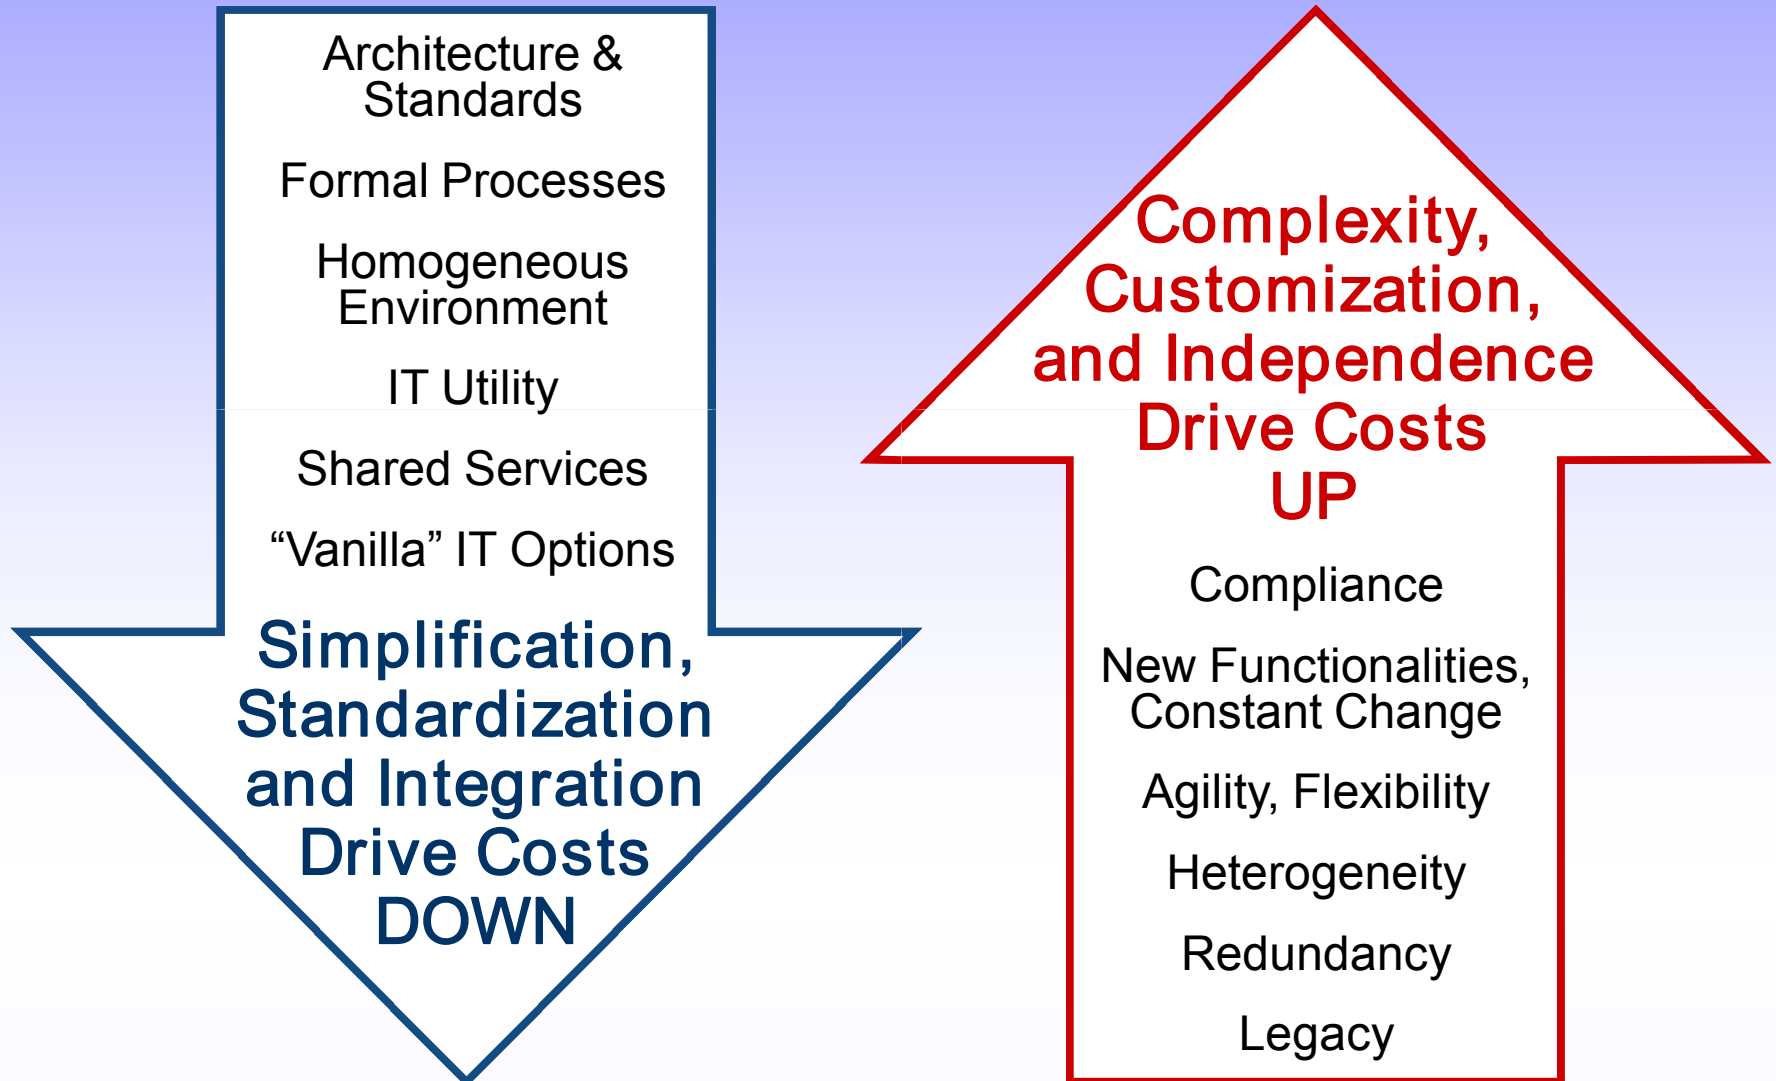 Architecture &
Standards
Formal Processes
Homogeneous
Environment
IT Utility
Shared Services
“Vanilla” IT Options
Simplification,
Standardization
and Integration
Drive Costs
DOWN
Complexity,
Customization,
and Independence
Drive Costs
UP
Compliance
New Functionalities,
Constant Change
Agility, Flexibility
Heterogeneity
Redundancy
Legacy